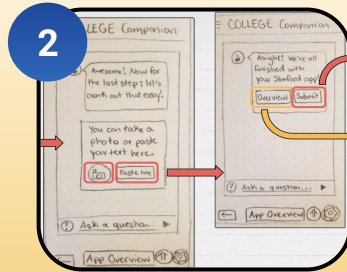 2
LLEGE Companion
Awesome! Now for
the last step: let's
crank out that essay!
You can take a
photo or paste
your text here.
Paste here
Ask a question...
App Overview
COLLEGE Companion
Alright! We're all
finished with
your Stanford app!
Overview
Submit
Ask a question...
App Overview